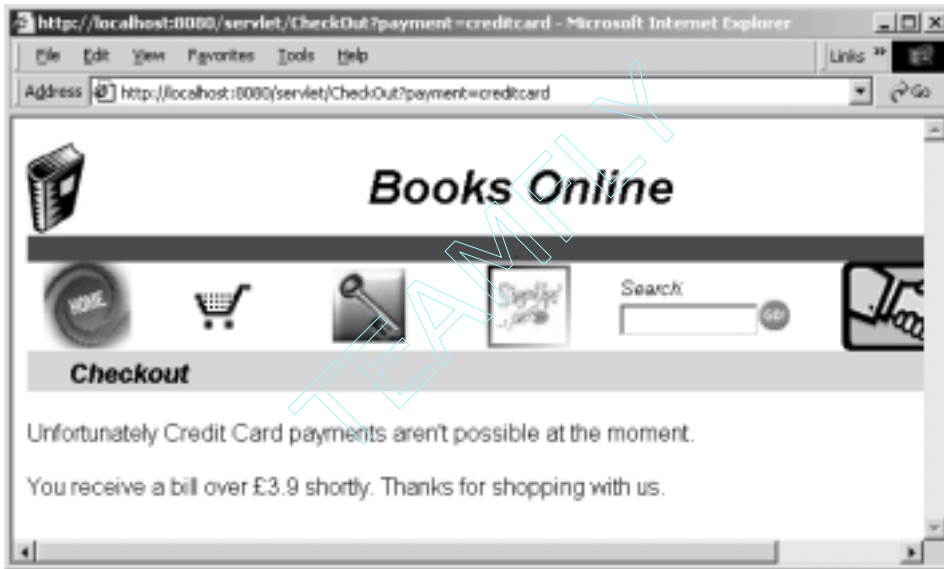 http://localhost:8080/servlet/CheckOut?payment=creditcard - Microsoft Internet Explorer
File Edit View Favorites Tools Help
Links »
Address http://localhost:8080/servlet/CheckOut?payment=creditcard
Go
Books Online
HOME
Search
GO!
Checkout
Unfortunately Credit Card payments aren't possible at the moment.
You receive a bill over £3.9 shortly. Thanks for shopping with us.
TEAMFLY